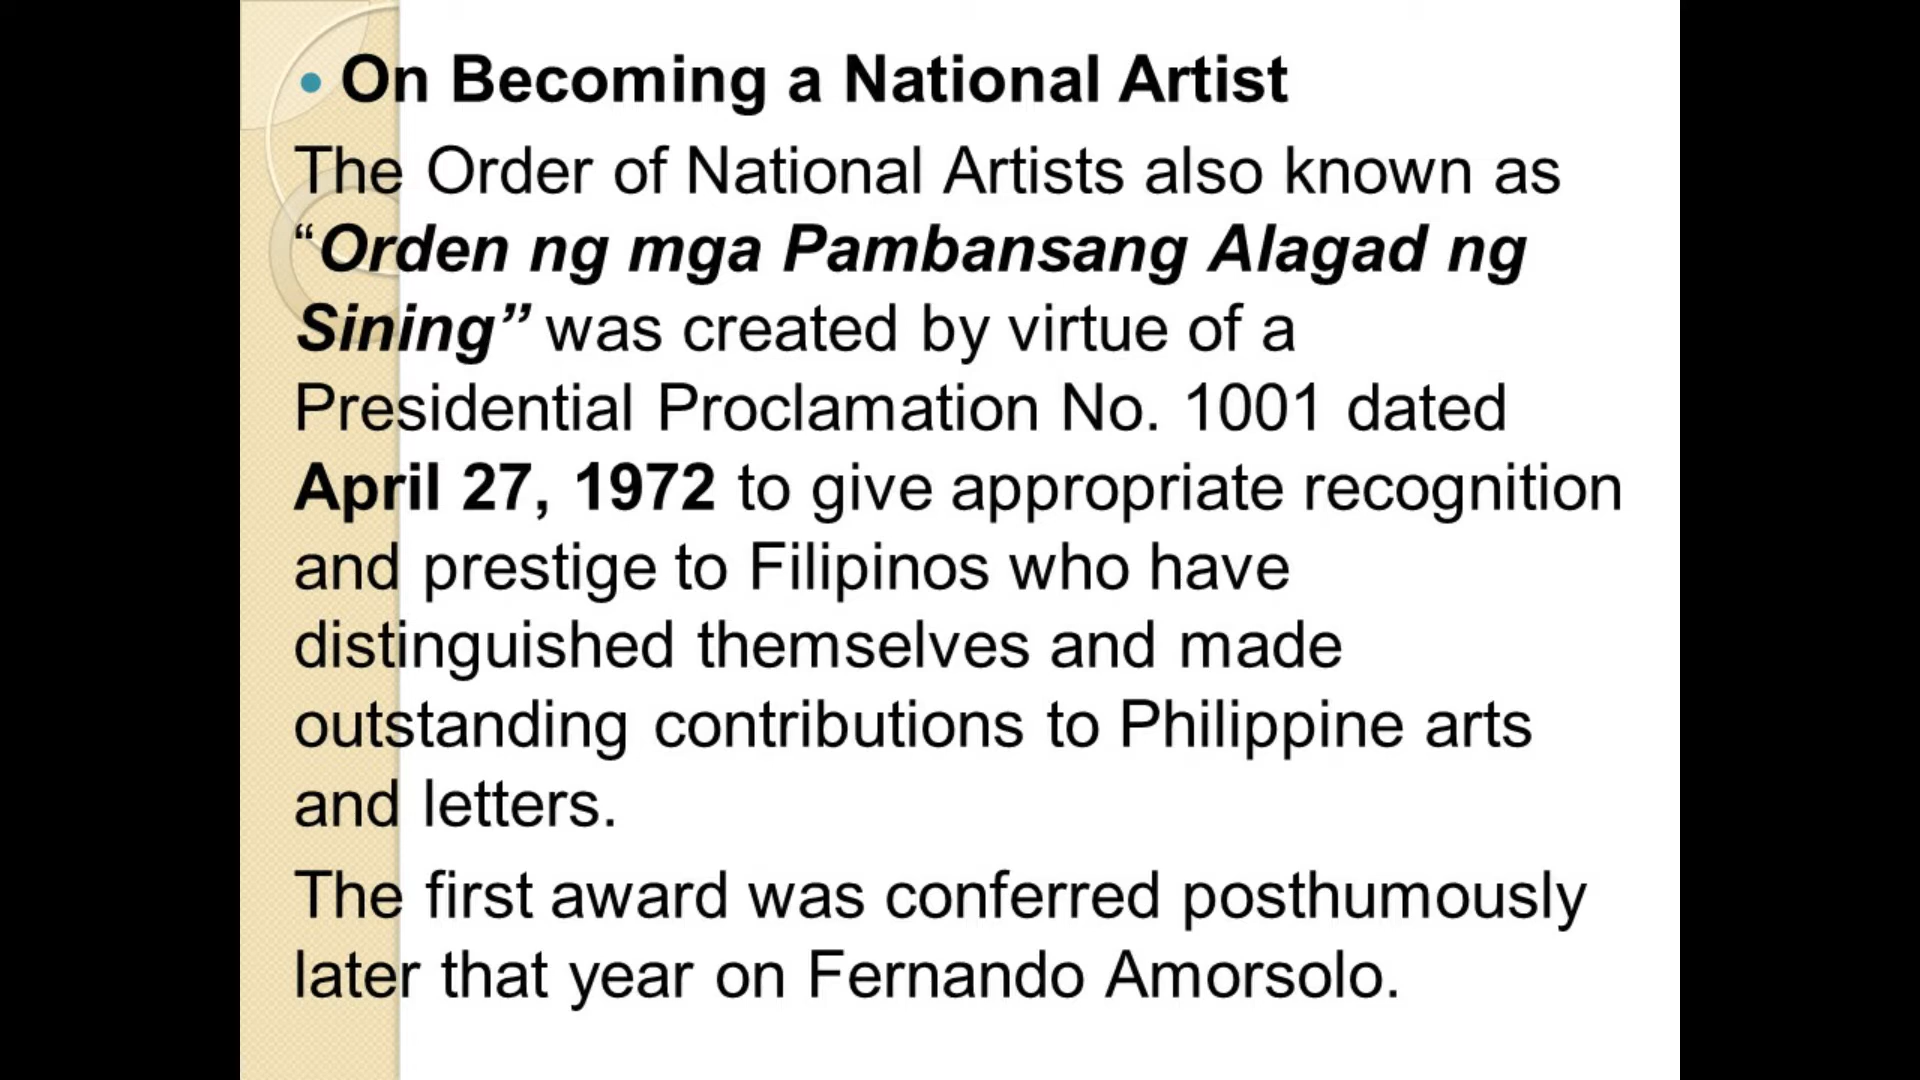 • On Becoming a National Artist
The Order of National Artists also known as
“Orden ng mga Pambansang Alagad ng
Sining” was created by virtue of a
Presidential Proclamation No. 1001 dated
April 27, 1972 to give appropriate recognition
and prestige to Filipinos who have
distinguished themselves and made
outstanding contributions to Philippine arts
and letters.
The first award was conferred posthumously
later that year on Fernando Amorsolo.